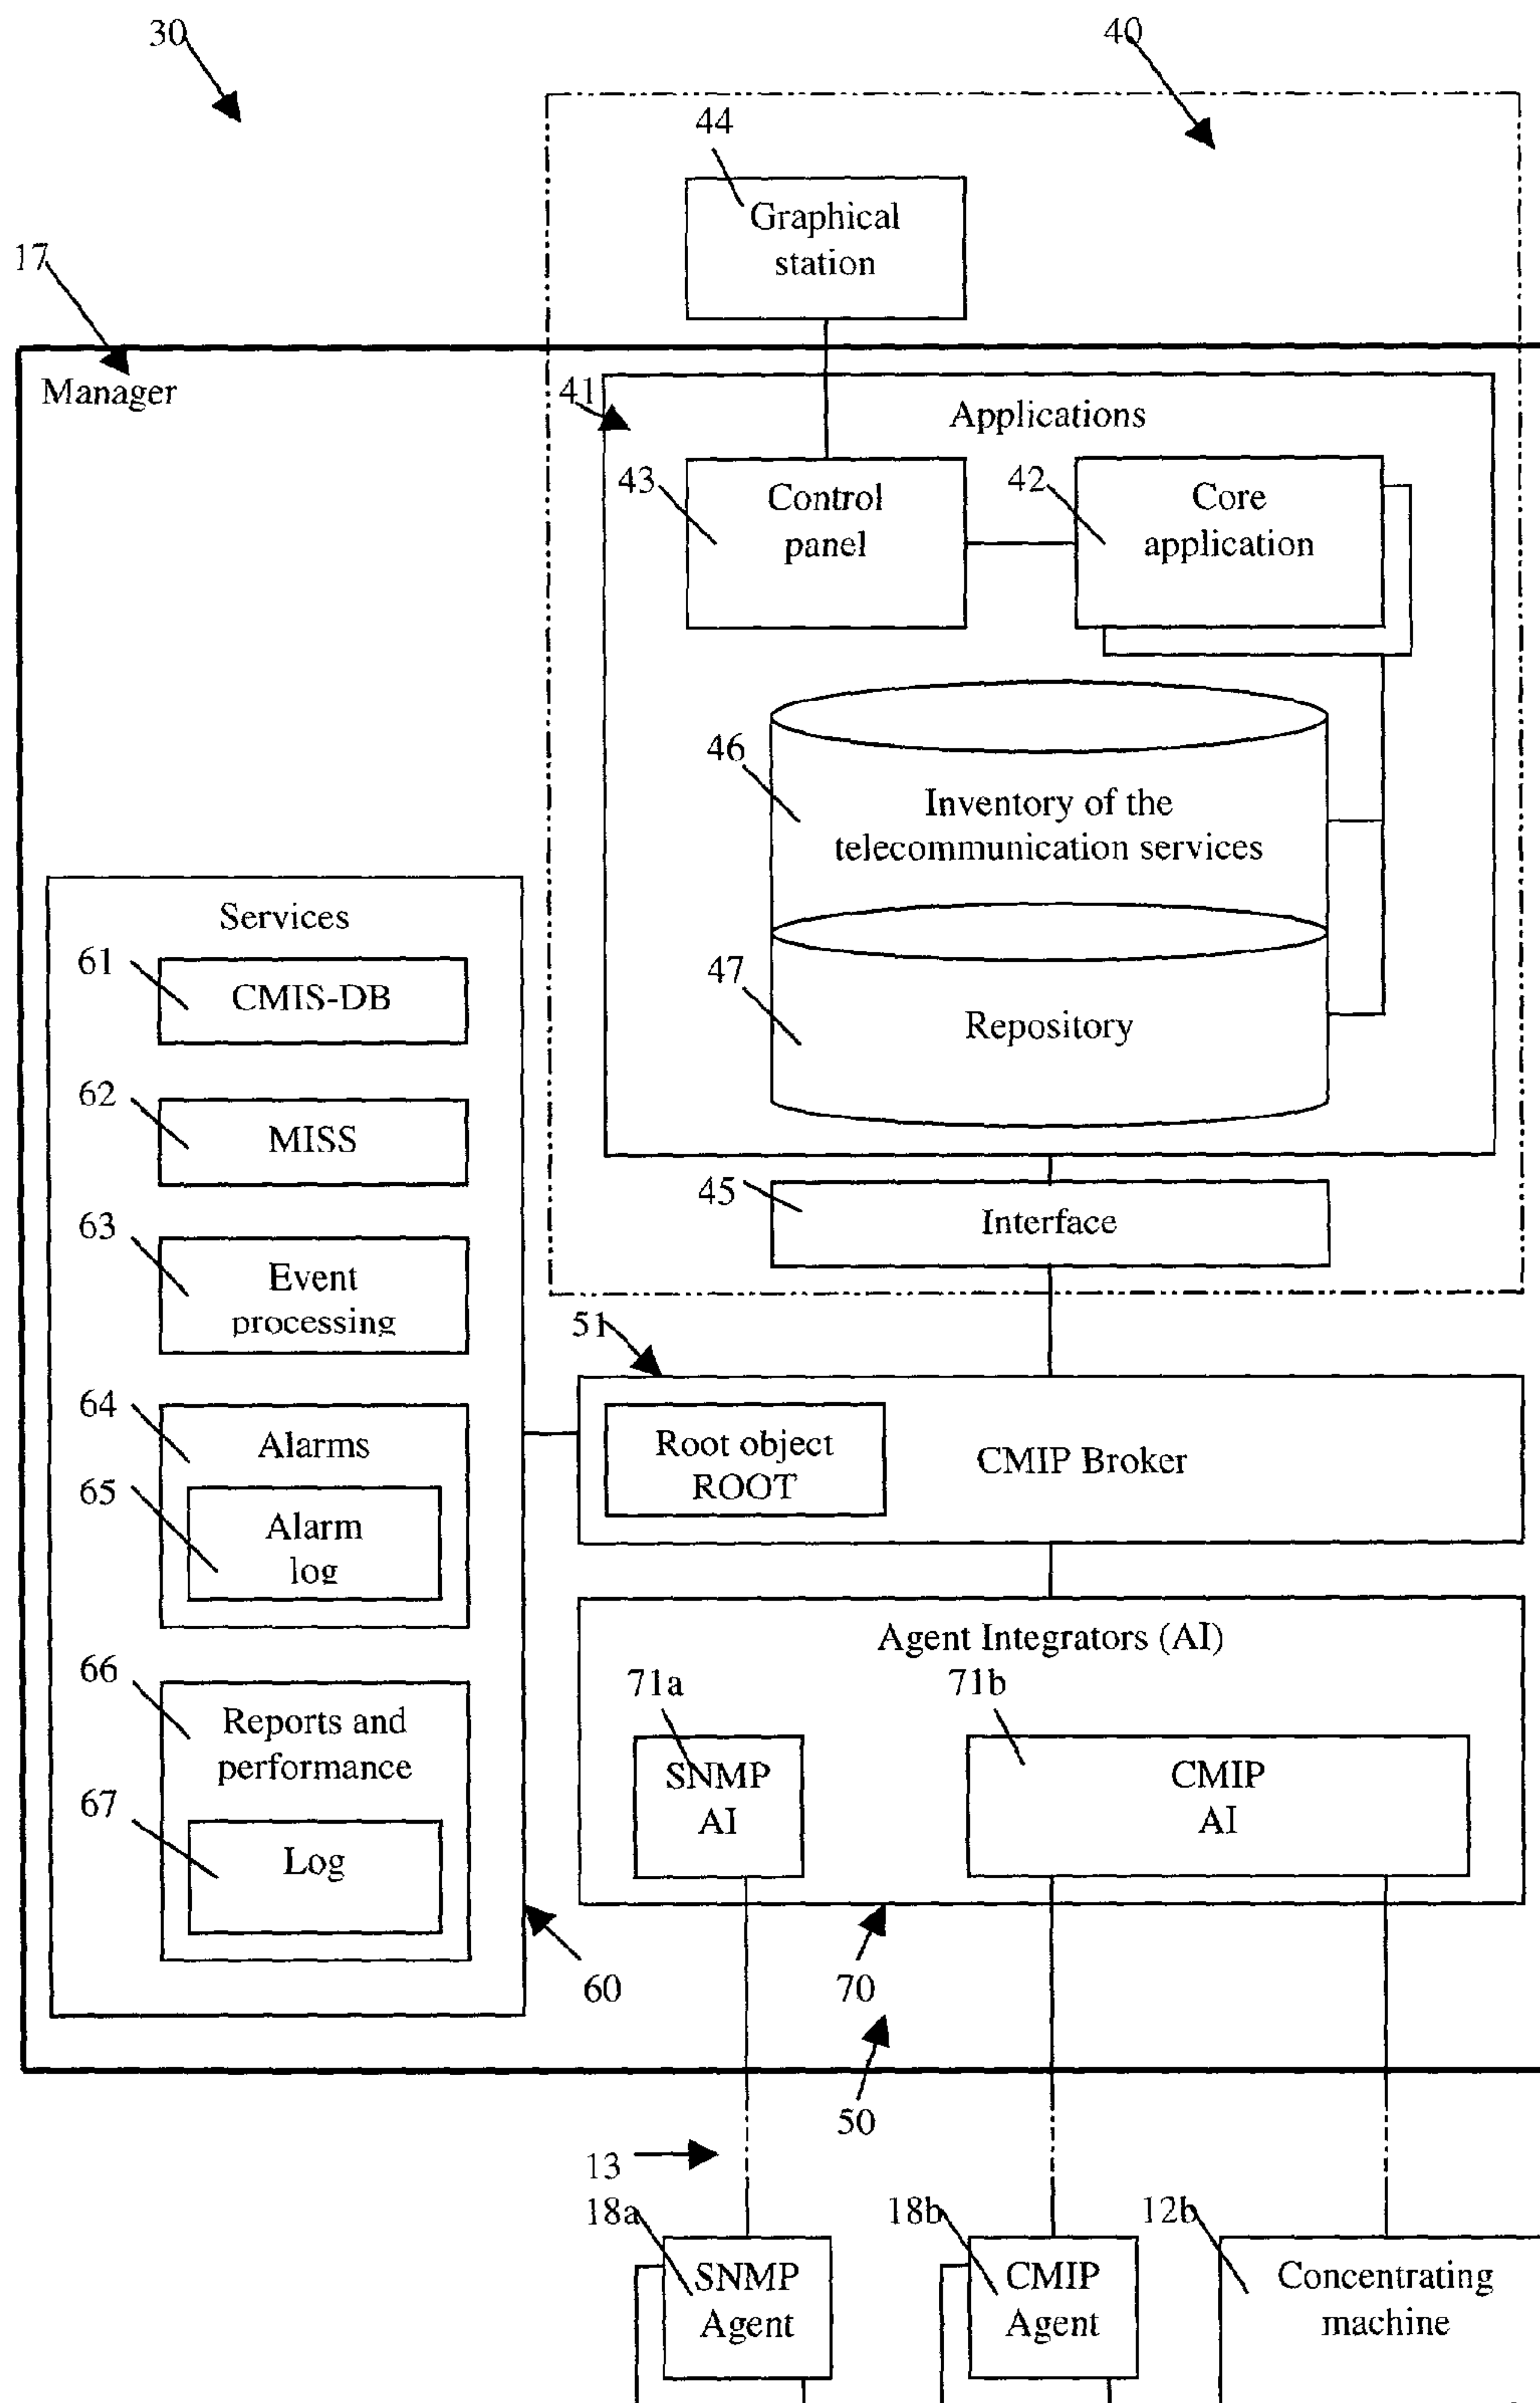 30
40
44
Graphical
station
17
Manager
41
Applications
43
Control
panel
42
Core
application
46
Inventory of the
telecommunication services
47
Repository
45
Interface
Services
61
CMIS-DB
62
MISS
63
Event
processing
64
Alarms
65
Alarm
log
66
Reports and
performance
67
Log
60
51
Root object
ROOT
CMIP Broker
Agent Integrators (AI)
71a
SNMP
AI
71b
CMIP
AI
70
50
13
18a
SNMP
Agent
18b
CMIP
Agent
12b
Concentrating
machine